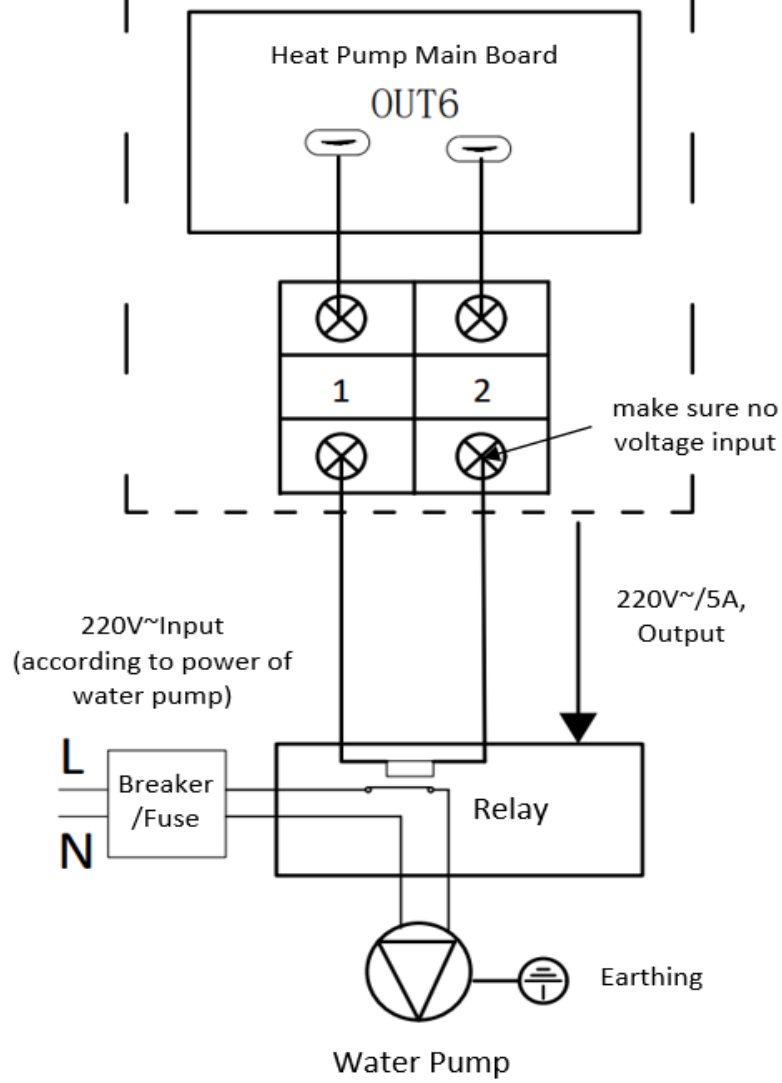 Heat Pump Main Board
OUT6
1
2
make sure no
voltage input
220V~/5A,
Output
220V~Input
(according to power of
water pump)
L
N
Breaker
/Fuse
Relay
Earthing
Water Pump